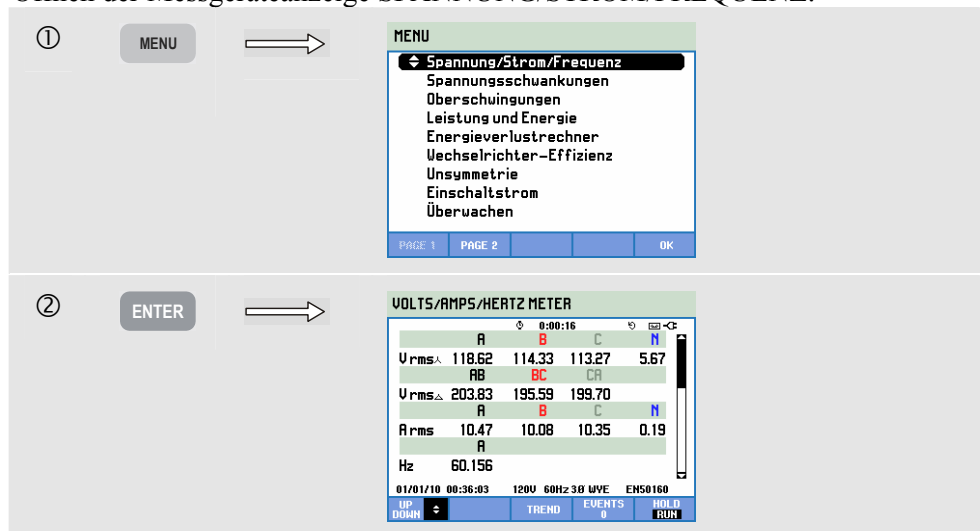 Öffnen der Messgeräteanzeige SPANNUNG/STROM/FREQUENZ:
①
MENU
MENU
Spannung/Strom/Frequenz
Spannungsschwankungen
Oberschwingungen
Leistung und Energie
Energieverlustrechner
Wechselrichter-Effizienz
Unsymmetrie
Einschaltstrom
Überwachen
PAGE 1 PAGE 2 OK
②
ENTER
VOLTS/AMPS/HERTZ METER
0:00:16
A B C N
V rms⅄ 118.62 114.33 113.27 5.67
AB BC CA
V rms△ 203.83 195.59 199.70
A B C N
A rms 10.47 10.08 10.35 0.19
A
Hz 60.156
01/01/10 00:36:03 120V 60Hz 3Ø WYE EN50160
UP DOWN TREND EVENTS 0 HOLD RUN